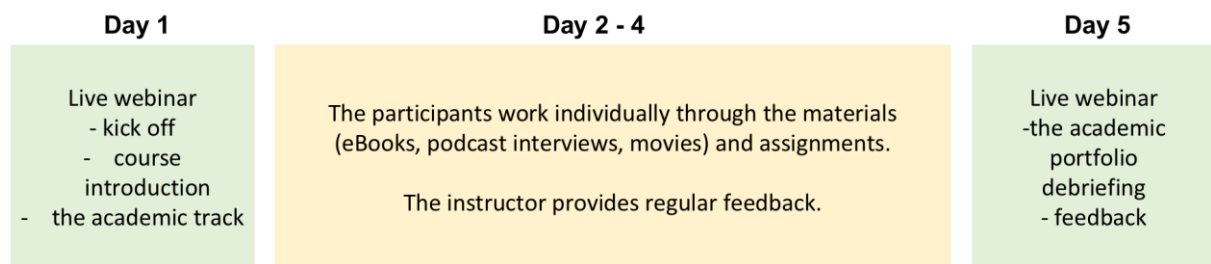 Day 1
Live webinar
- kick off
- course
introduction
- the academic track
Day 2 - 4
The participants work individually through the materials
(eBooks, podcast interviews, movies) and assignments.
The instructor provides regular feedback.
Day 5
Live webinar
-the academic
portfolio
debriefing
- feedback